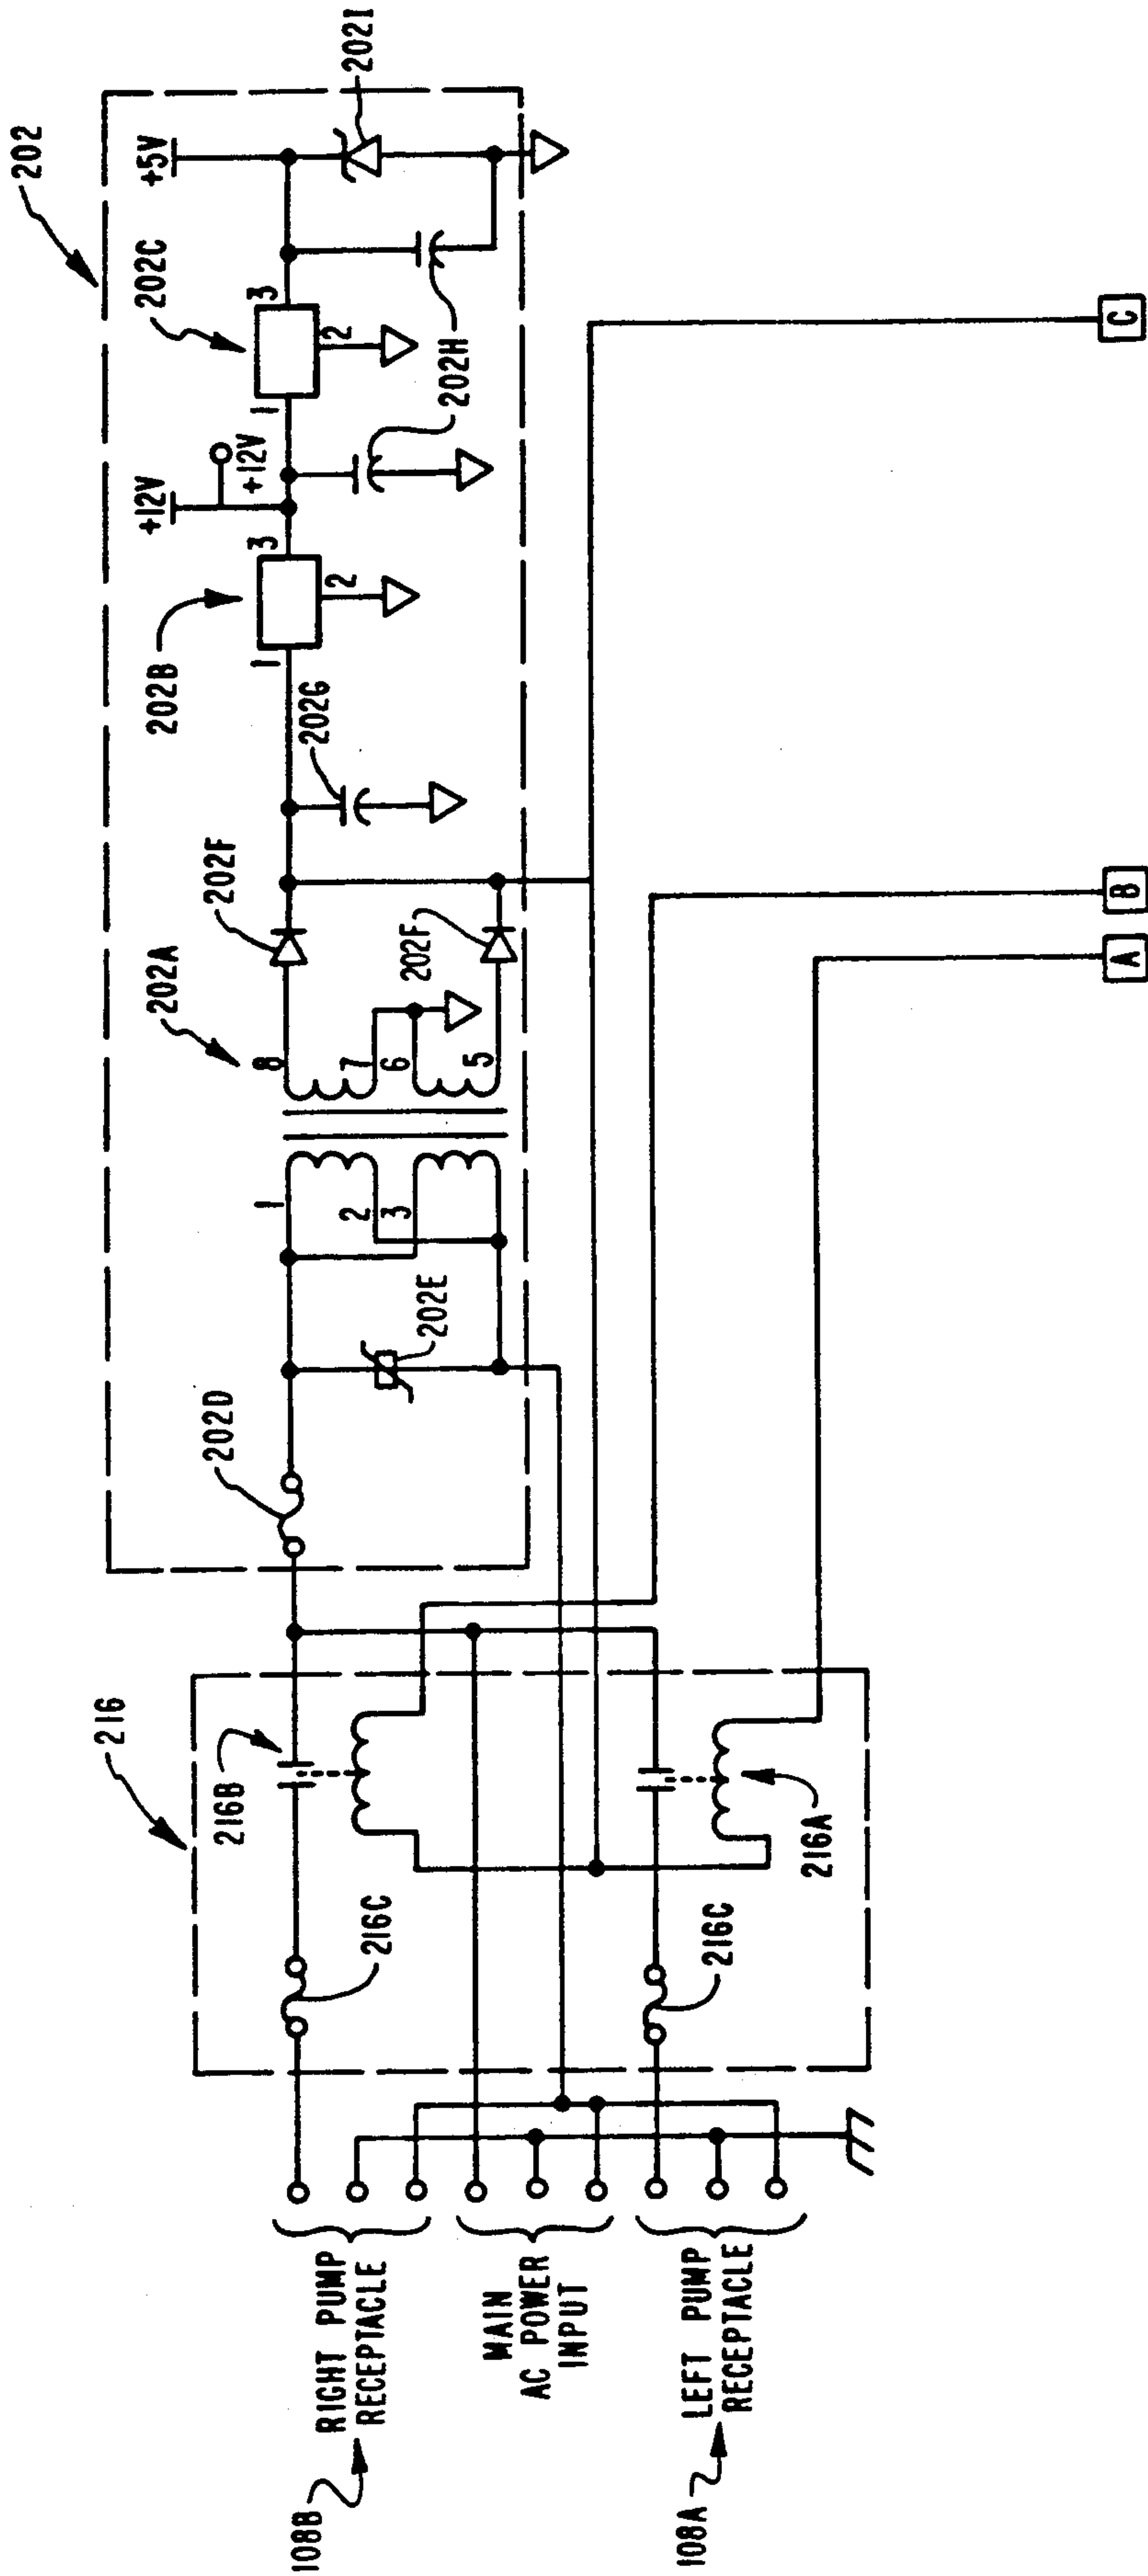 202
+5V
202I
202C
3
2
1
+12V
+12V
202H
202B
3
2
1
202G
202F
202A
202F
8
7
6
5
1
2
3
202E
202D
216
216B
216C
216A
216C
C
B
A
RIGHT PUMP
RECEPTACLE
108B
MAIN
AC POWER
INPUT
LEFT PUMP
RECEPTACLE
108A